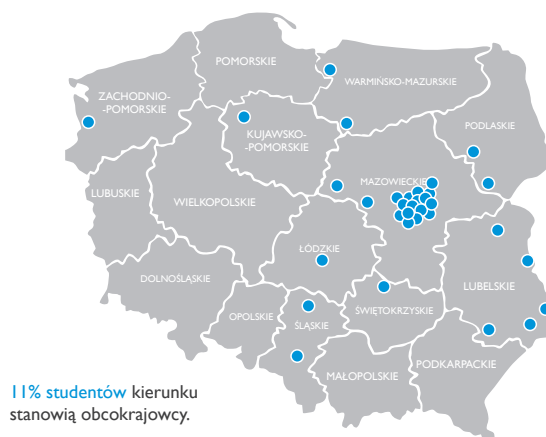 POMORSKIE
WARMIŃSKO-MAZURSKIE
ZACHODNIO-
-POMORSKIE
PODLASKIE
KUJAWSKO-
-POMORSKIE
MAZOWIECKIE
LUBUSKIE
WIELKOPOLSKIE
ŁÓDZKIE
DOLNOŚLĄSKIE
LUBELSKIE
OPOLSKIE
ŚLĄSKIE
ŚWIĘTOKRZYSKIE
MAŁOPOLSKIE
PODKARPACKIE
11% studentów kierunku
stanowią obcokrajowcy.